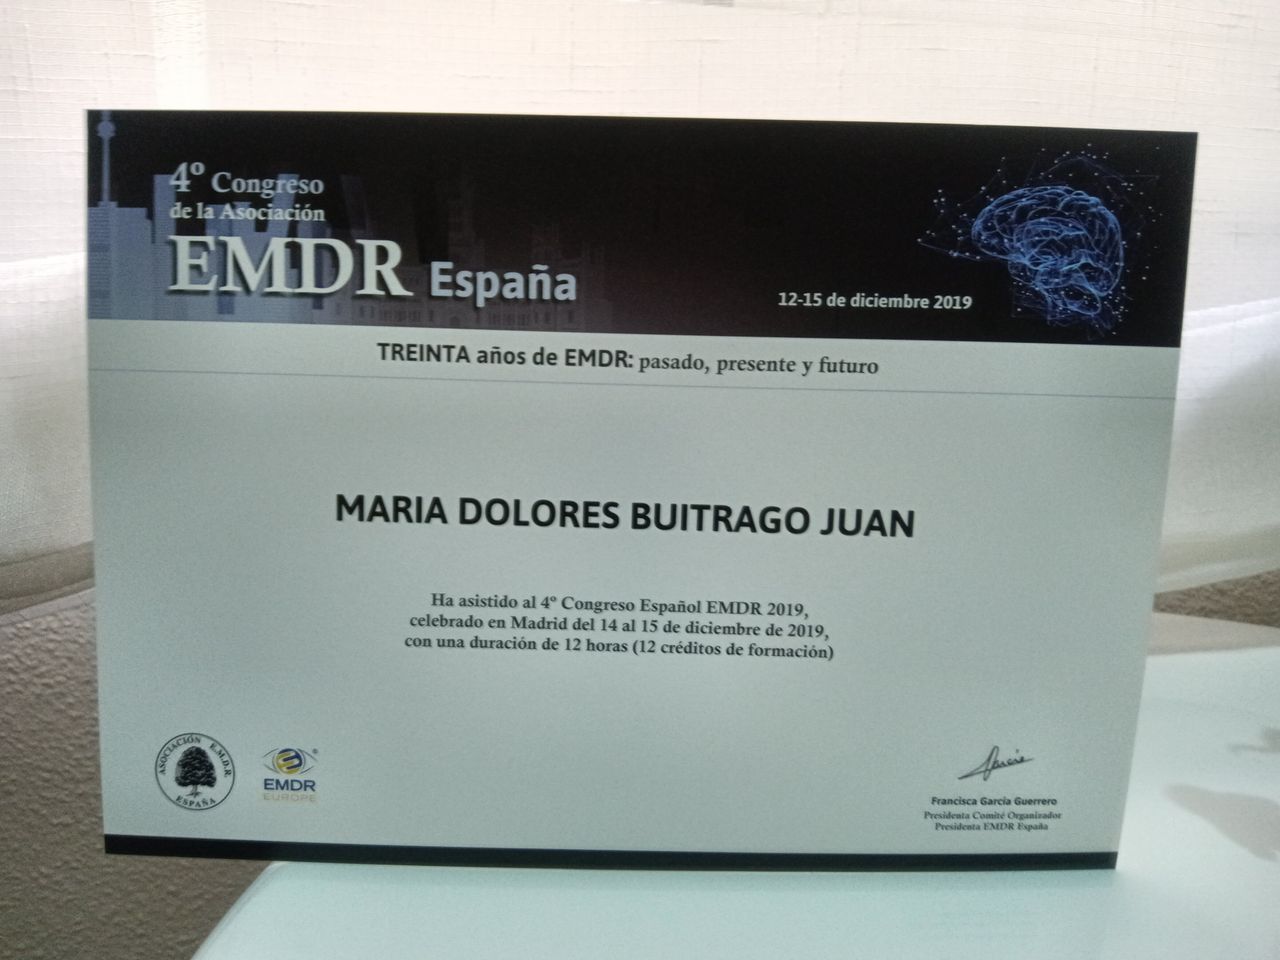 4º Congreso
de la Asociación
EMDR España
12-15 de diciembre 2019
TREINTA años de EMDR: pasado, presente y futuro
MARIA DOLORES BUITRAGO JUAN
Ha asistido al 4º Congreso Español EMDR 2019,
celebrado en Madrid del 14 al 15 de diciembre de 2019,
con una duración de 12 horas (12 créditos de formación)
ASOCIACIÓN E.M.D.R.
ESPAÑA
EMDR
EUROPE
Garcia
Francisca García Guerrero
Presidenta Comité Organizador
Presidenta EMDR España